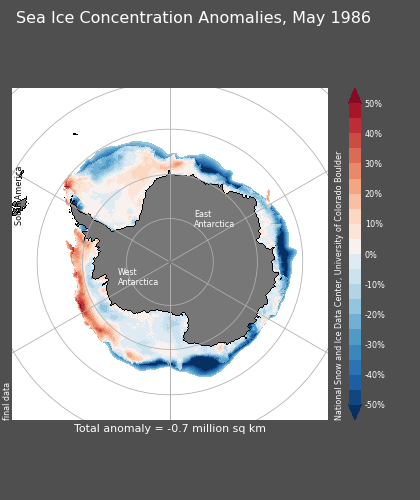 Sea Ice Concentration Anomalies, May 1986
South America
East
Antarctica
West
Antarctica
50%
40%
30%
20%
10%
0%
-10%
-20%
-30%
-40%
-50%
National Snow and Ice Data Center, University of Colorado Boulder
final data
Total anomaly = -0.7 million sq km